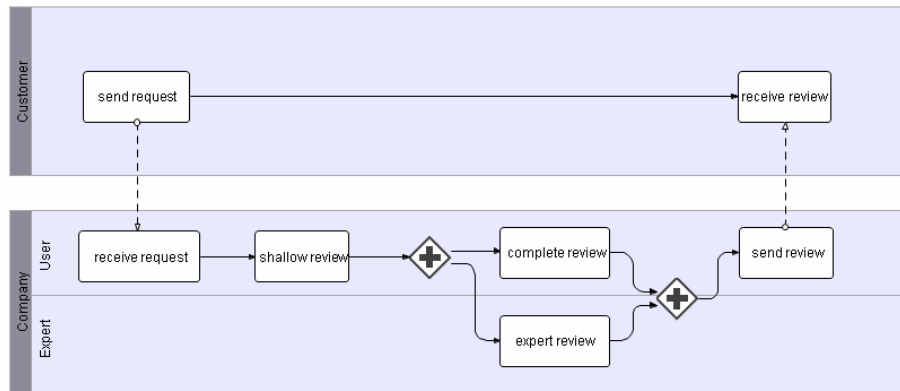 Customer
send request
receive review
Company
User
receive request
shallow review
complete review
send review
Expert
expert review